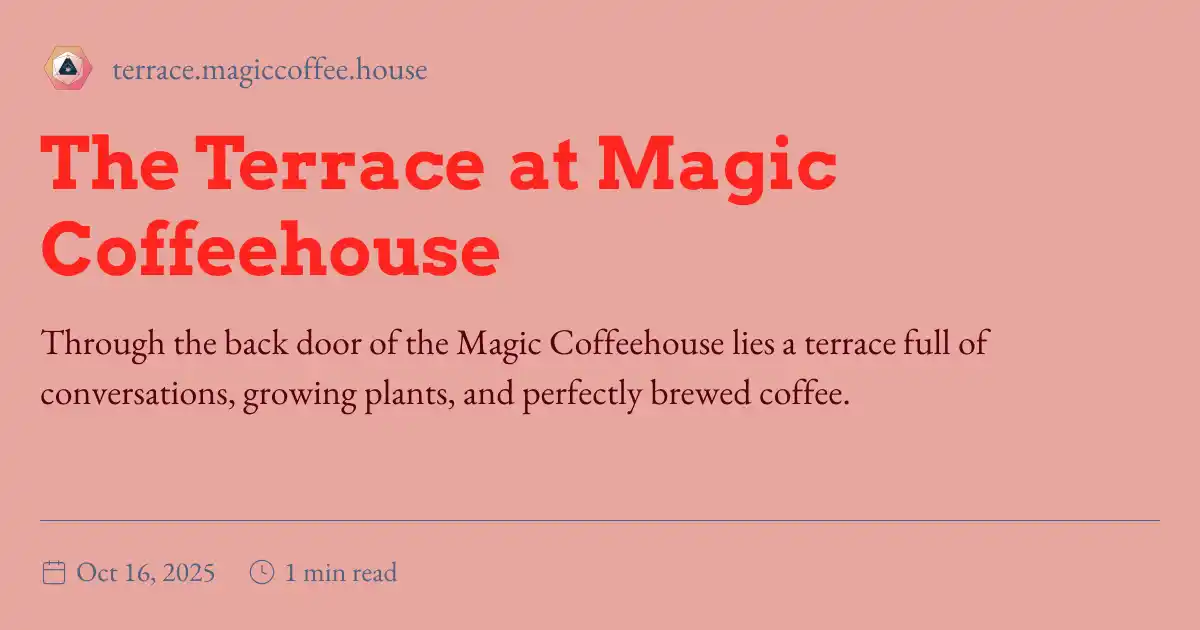 terrace.magiccoffee.house
The Terrace at Magic
Coffeehouse
Through the back door of the Magic Coffeehouse lies a terrace full of
conversations, growing plants, and perfectly brewed coffee.
Oct 16, 2025 1 min read